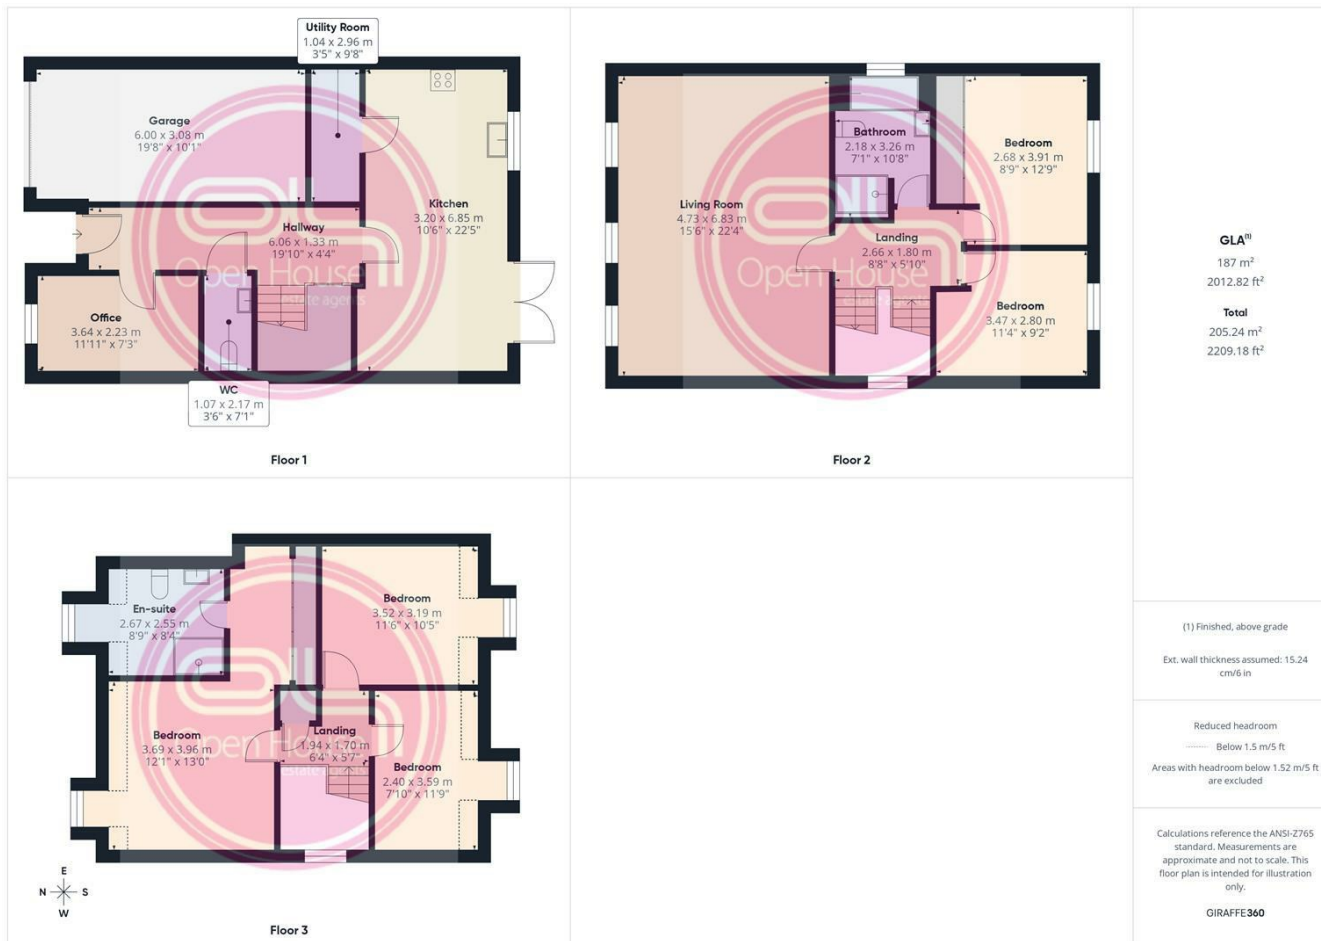 Utility Room
1.04 x 2.96 m
3'5" x 9'8"
Garage
6.00 x 3.08 m
19'8" x 10'1"
Kitchen
3.20 x 6.85 m
10'6" x 22'5"
Hallway
6.06 x 1.33 m
19'10" x 4'4"
Open House
estate agents
Office
3.64 x 2.23 m
11'11" x 7'3"
WC
1.07 x 2.17 m
3'6" x 7'1"
Floor 1
Bathroom
2.18 x 3.26 m
7'1" x 10'8"
Bedroom
2.68 x 3.91 m
8'9" x 12'9"
Living Room
4.73 x 6.83 m
15'6" x 22'4"
Landing
2.66 x 1.80 m
8'8" x 5'10"
Open House
estate agents
Bedroom
3.47 x 2.80 m
11'4" x 9'2"
Floor 2
GLA(1)
187 m²
2012.82 ft²
Total
205.24 m²
2209.18 ft²
En-suite
2.67 x 2.55 m
8'9" x 8'4"
Bedroom
3.52 x 3.19 m
11'6" x 10'5"
Bedroom
3.69 x 3.96 m
12'1" x 13'0"
Landing
1.94 x 1.70 m
6'4" x 5'7"
Open House
estate agents
Bedroom
2.40 x 3.59 m
7'10" x 11'9"
E
N S
W
Floor 3
(1) Finished, above grade
Ext. wall thickness assumed: 15.24
cm/6 in
Reduced headroom
Below 1.5 m/5 ft
Areas with headroom below 1.52 m/5 ft
are excluded
Calculations reference the ANSI-Z765
standard. Measurements are
approximate and not to scale. This
floor plan is intended for illustration
only.
GIRAFFE360